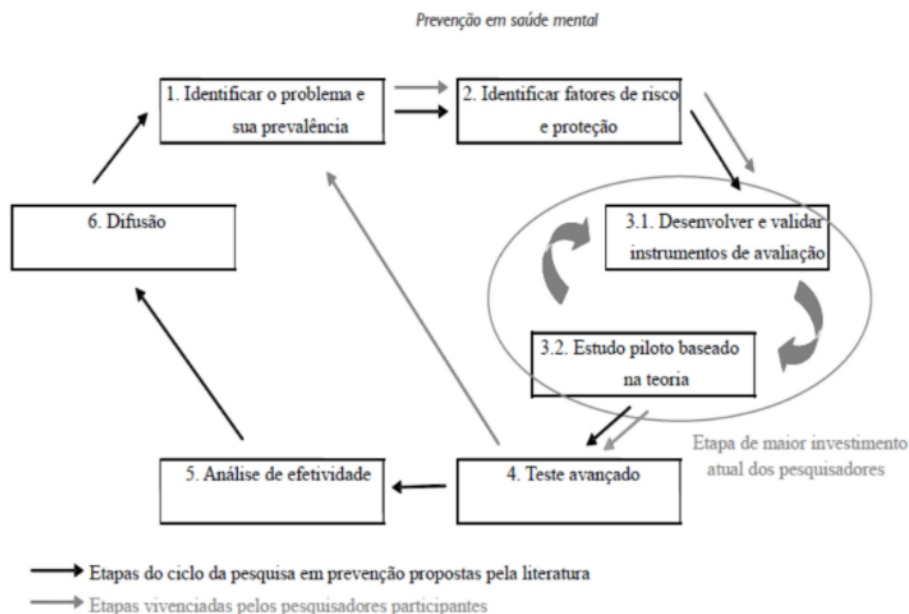 Prevenção em saúde mental
1. Identificar o problema e
sua prevalência
2. Identificar fatores de risco
e proteção
6. Difusão
3.1. Desenvolver e validar
instrumentos de avaliação
3.2. Estudo piloto baseado
na teoria
Etapa de maior investimento
atual dos pesquisadores
5. Análise de efetividade
4. Teste avançado
Etapas do ciclo da pesquisa em prevenção propostas pela literatura
Etapas vivenciadas pelos pesquisadores participantes